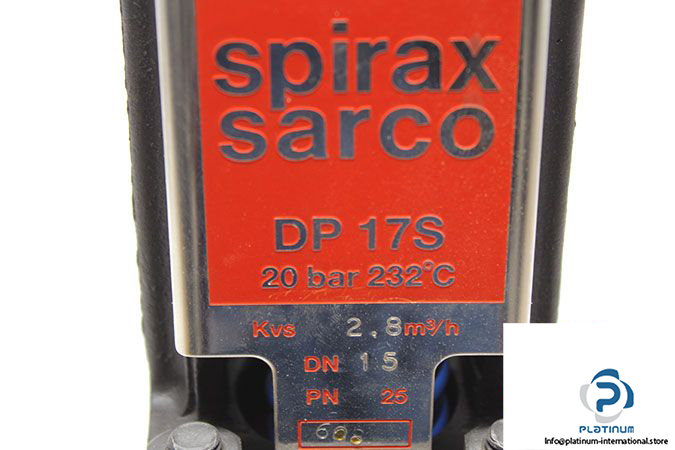 spirax
sarco
DP 17S
20 bar 232°C
Kvs 2.8m³/h
DN 15
PN 25
PLATINUM
Info@platinum-international.store